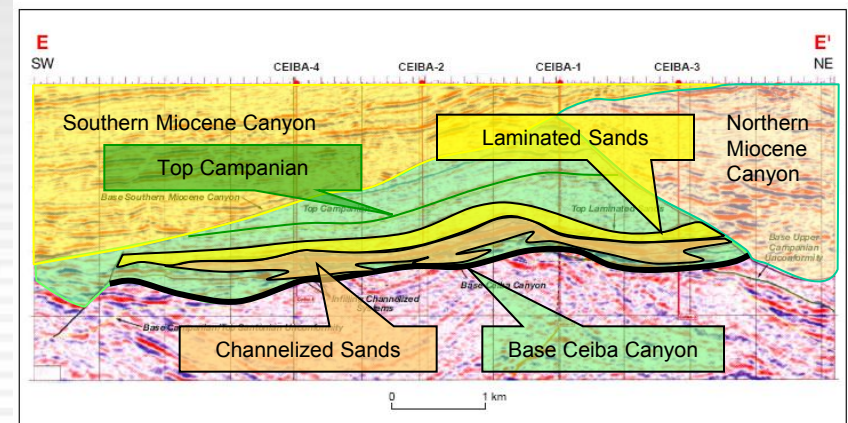 E
SW
CEIBA-4
CEIBA-2
CEIBA-1
CEIBA-3
E'
NE
Southern Miocene Canyon
Laminated Sands
Northern
Miocene
Canyon
Top Campanian
Base Southern Miocene Canyon
Top Campanian
Top Laminated Sands
Base Upper
Campanian
Unconformity
Base Ceiba Canyon
Infilling Channelized
Systems
Channelized Sands
Base Ceiba Canyon
0
1 km